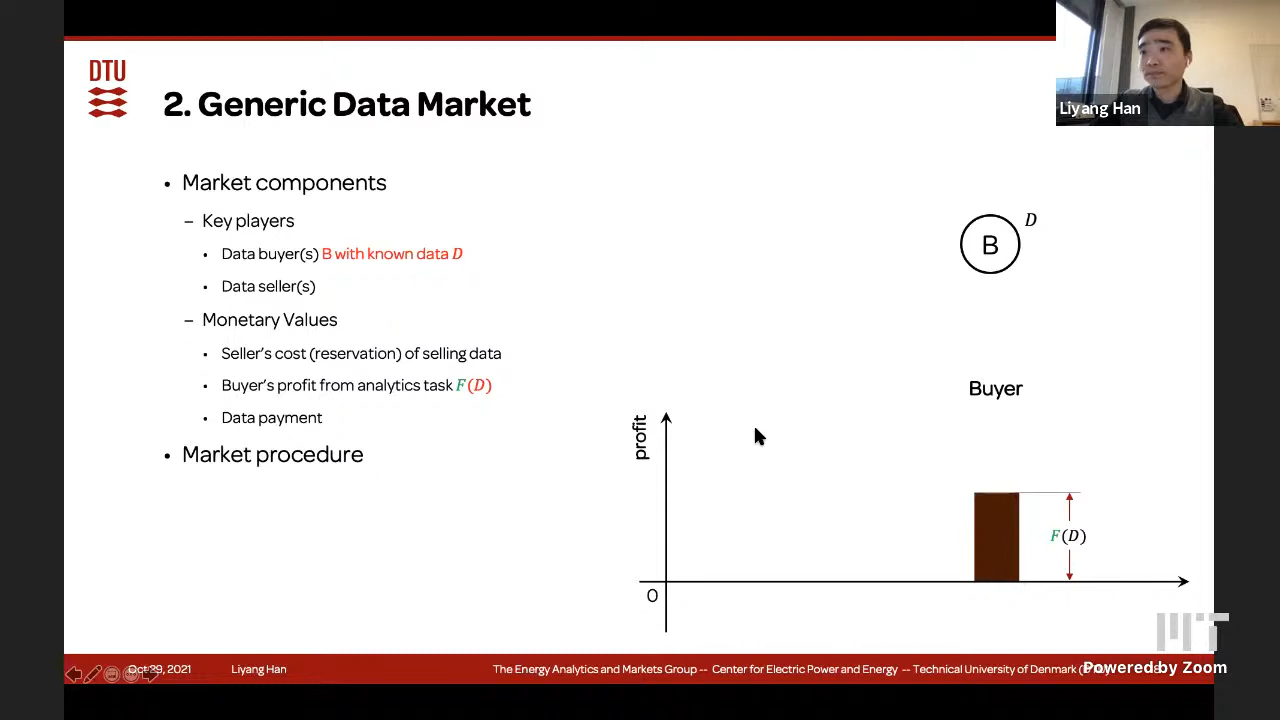 DTU
2. Generic Data Market
Liyang Han
• Market components
– Key players
• Data buyer(s) B with known data D
• Data seller(s)
– Monetary Values
• Seller's cost (reservation) of selling data
• Buyer's profit from analytics task F(D)
• Data payment
• Market procedure
B
D
Buyer
profit
F(D)
0
MIT
Oct 29, 2021
Liyang Han
The Energy Analytics and Markets Group -- Center for Electric Power and Energy -- Technical University of Denmark
Powered by Zoom